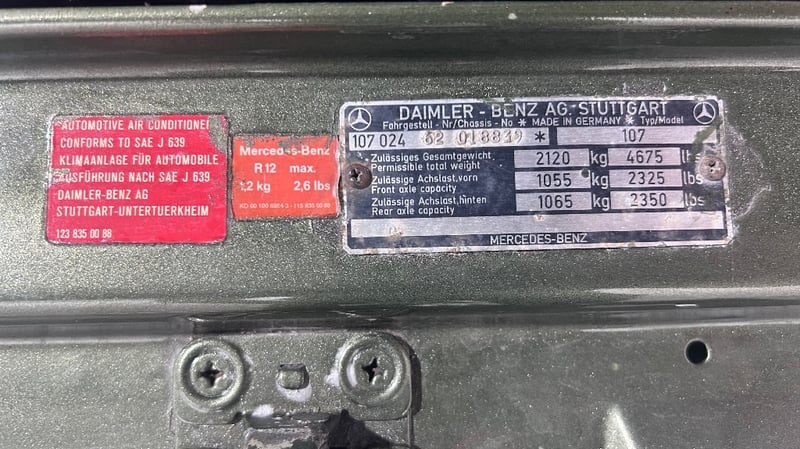 AUTOMOTIVE AIR CONDITIONER
CONFORMS TO SAE J 639
KLIMAANLAGE FÜR AUTOMOBILE
AUSFÜHRUNG NACH SAE J 639
DAIMLER-BENZ AG
STUTTGART-UNTERTUERKHEIM
123 835 00 88
Mercedes-Benz
R 12 max.
1,2 kg 2,6 lbs
DAIMLER - BENZ AG. STUTTGART
Fahrgestell - Nr/Chassis - No * MADE IN GERMANY * Typ/Model
107 024 62 018839 * 107
Zulässiges Gesamtgewicht 2120 kg 4675 lbs
Permissible total weight
Zulässige Achslast.vorn 1055 kg 2325 lbs
Front axle capacity
Zulässige Achslast.hinten 1065 kg 2350 lbs
Rear axle capacity
MERCEDES-BENZ